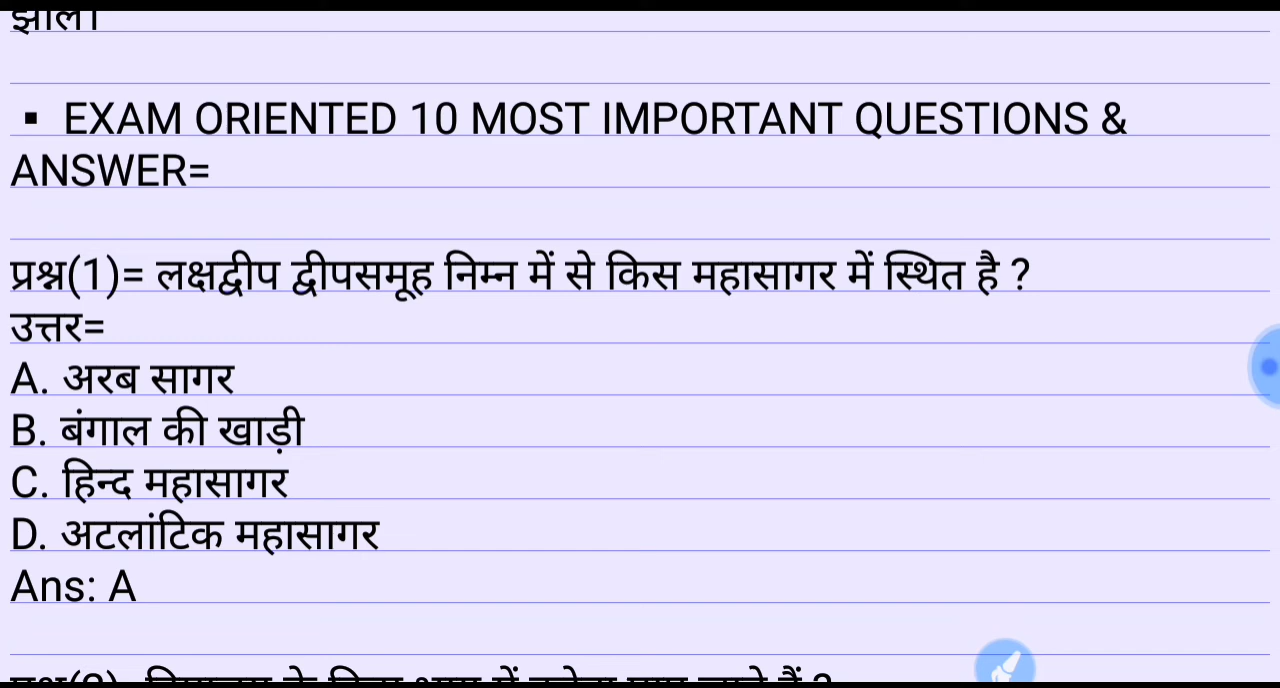 झील।
▪ EXAM ORIENTED 10 MOST IMPORTANT QUESTIONS &
ANSWER=
प्रश्न(1)= लक्षद्वीप द्वीपसमूह निम्न में से किस महासागर में स्थित है ?
उत्तर=
A. अरब सागर
B. बंगाल की खाड़ी
C. हिन्द महासागर
D. अटलांटिक महासागर
Ans: A